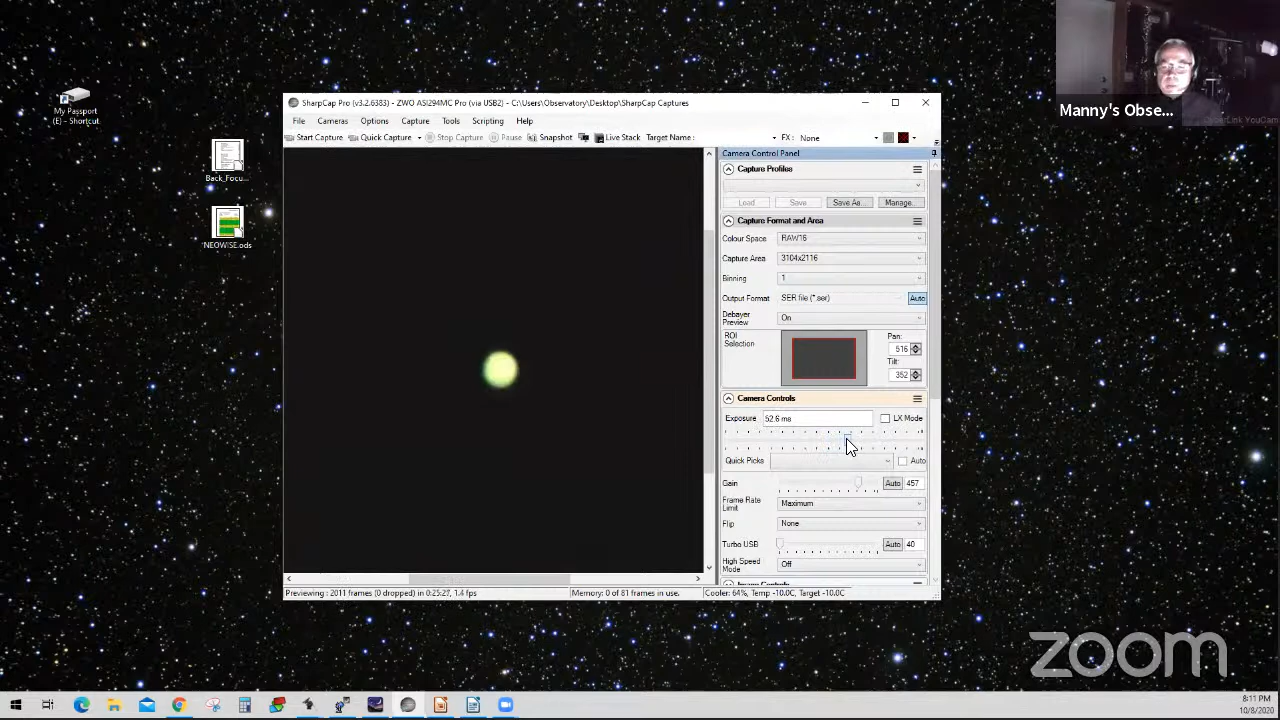 Manny's Obse...
CyberLink YouCam
My Passport
(E) - Shortcut
Back_Focu...
NEOWISE.ods
SharpCap Pro (v3.2.6383) - ZWO ASI294MC Pro (via USB2) - C:\Users\Observatory\Desktop\SharpCap Captures
File Cameras Options Capture Tools Scripting Help
Start Capture Quick Capture Stop Capture Pause Snapshot Live Stack Target Name : FX : None
Camera Control Panel
Capture Profiles
Load Save Save As... Manage...
Capture Format and Area
Colour Space RAW16
Capture Area 3104x2116
Binning 1
Output Format SER file (*.ser) Auto
Debayer
Preview On
ROI
Selection
Pan:
516
Tilt:
352
Camera Controls
Exposure 52.6 ms LX Mode
Quick Picks Auto
Gain Auto 457
Frame Rate
Limit Maximum
Flip None
Turbo USB Auto 40
High Speed
Mode Off
Image Controls
Previewing : 2011 frames (0 dropped) in 0:25:27, 1.4 fps Memory: 0 of 81 frames in use. Cooler: 64%, Temp -10.0C, Target -10.0C
zoom
8:11 PM
10/8/2020